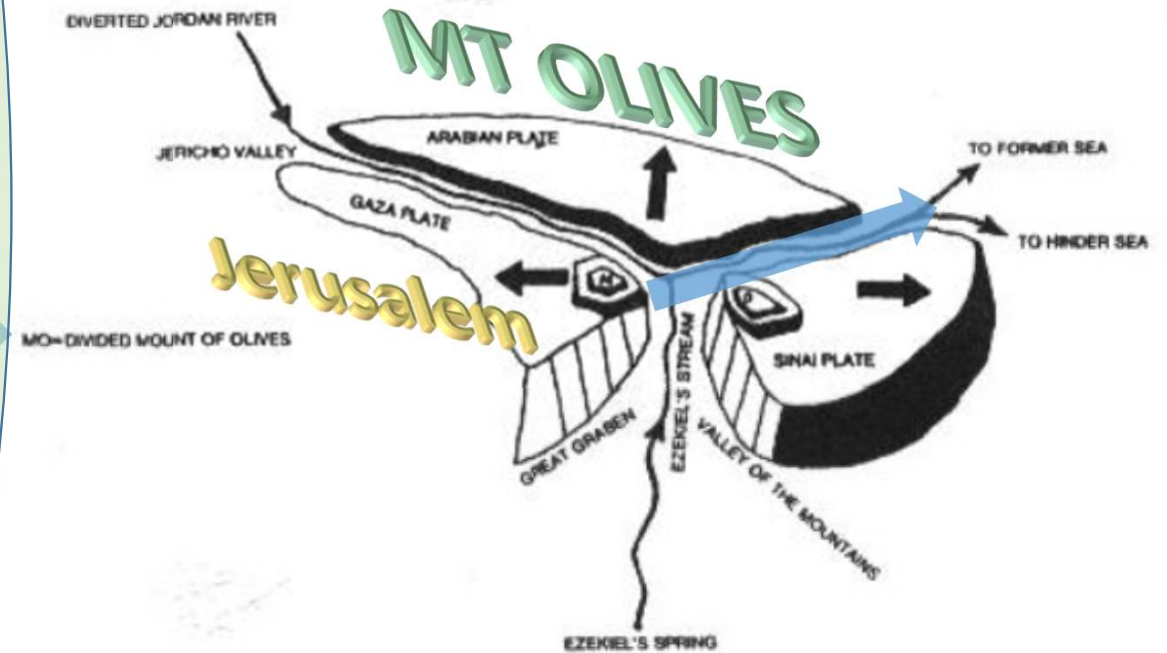 DIVERTED JORDAN RIVER
MT OLIVES
ARABIAN PLATE
JERICHO VALLEY
TO FORMER SEA
GAZA PLATE
TO HINDER SEA
Jerusalem
MO=DIVIDED MOUNT OF OLIVES
SINAI PLATE
EZEKIEL'S STREAM
GREAT GRABEN
VALLEY OF THE MOUNTAINS
EZEKIEL'S SPRING